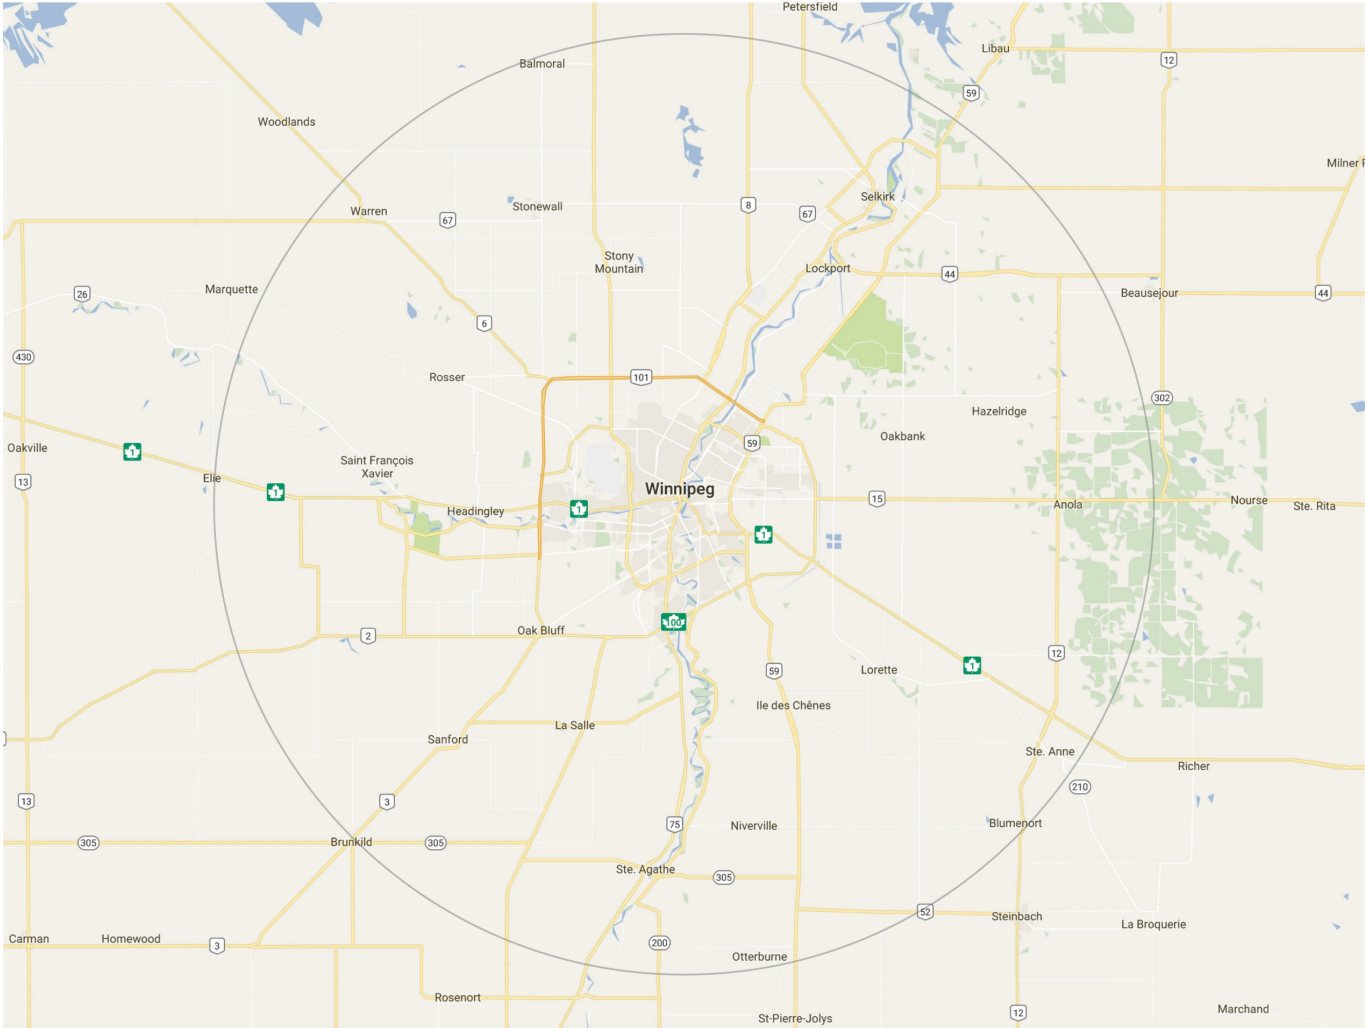 Petersfield
Libau
12
Balmoral
59
Woodlands
Selkirk
Stonewall
8
67
Warren
67
Stony
Mountain
Lockport
44
Marquette
26
Beausejour
44
6
430
Rosser
101
302
Hazelridge
Oakbank
59
Oakville
1
Saint François
Xavier
Elie
13
1
Winnipeg
15
Nourse
Anola
Ste. Rita
Headingley
1
1
100
Oak Bluff
2
12
1
59
Lorette
Ile des Chênes
La Salle
Sanford
Ste. Anne
Richer
210
13
3
75
Niverville
Blumenort
305
Brunkild
305
Ste. Agathe
305
52
Steinbach
La Broquerie
Carman
Homewood
3
200
Otterburne
Rosenort
Marchand
12
St-Pierre-Jolys